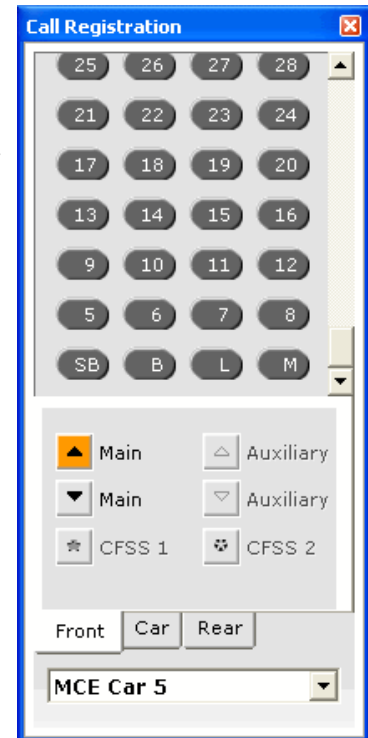 Call Registration
25 26 27 28
21 22 23 24
17 18 19 20
13 14 15 16
9 10 11 12
5 6 7 8
SB B L M
Main Auxiliary
Main Auxiliary
CFSS 1 CFSS 2
Front Car Rear
MCE Car 5